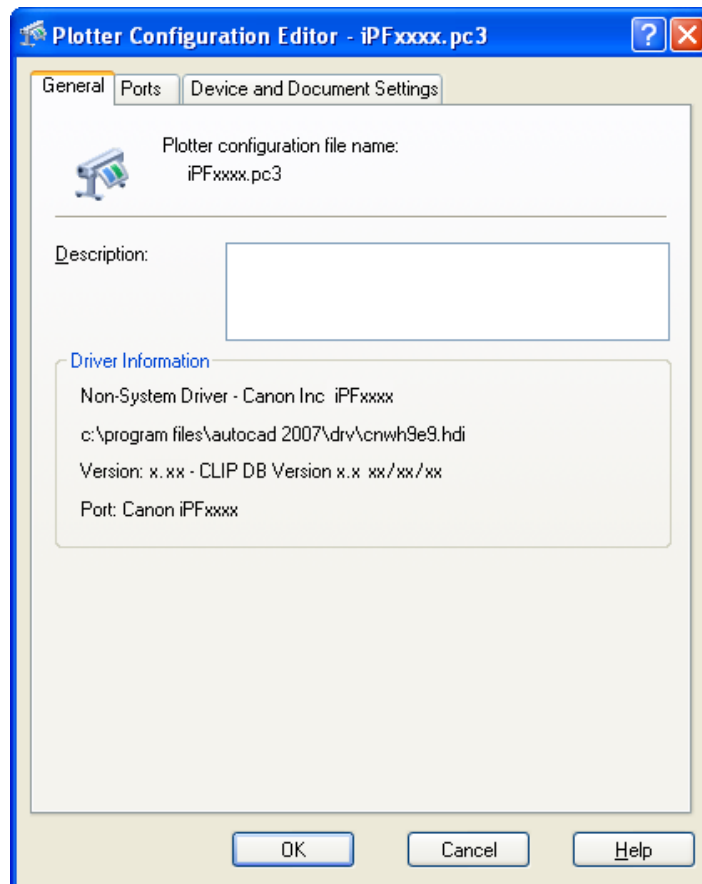 Plotter Configuration Editor - iPFxxxx.pc3
General Ports Device and Document Settings
Plotter configuration file name:
iPFxxxx.pc3
Description:
Driver Information
Non-System Driver - Canon Inc iPFxxxx
c:\program files\autocad 2007\drv\cnwh9e9.hdi
Version: x.xx - CLIP DB Version x.x xx/xx/xx
Port: Canon iPFxxxx
OK Cancel Help